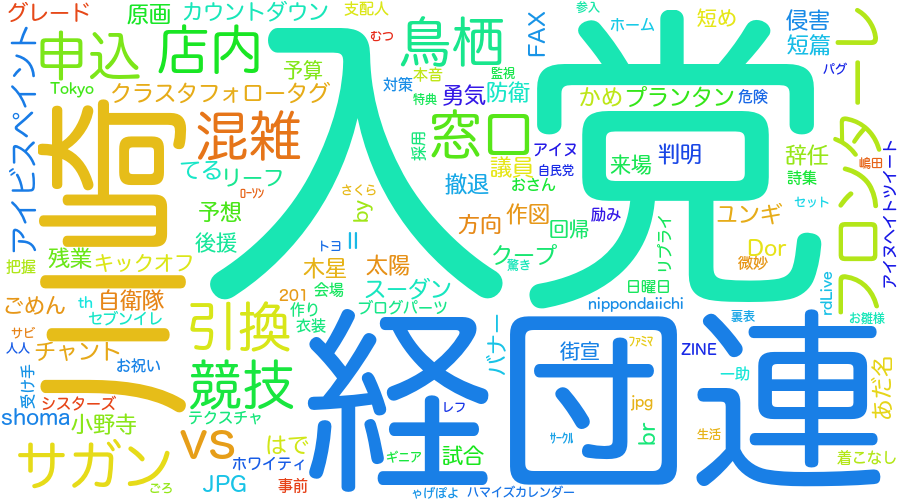 グレード
原画
カウントダウン
支配人
参入
申込
店内
むつ
鳥栖
FAX
ホーム
短め
侵害
短篇
フロンターレ
アイビスペイント
Tokyo
予算
本音
対策
監視
特典
勇気
防衛
入党
パグ
クラスタフォロータグ
かめ
プランタン
危険
川崎
混雑
窓口
採用
議員
アイヌ
自民党
来場
判明
辞任
詩集
嶋田
てる
リーフ
ローソン
さくら
by
撤退
おさん
セット
予想
後援
トヨ
=
方向
作図
回帰
励み
リプライ
ユンギ
アイヌヘイトツイート
把握
残業
キックオフ
木星
太陽
クープ
驚き
Dor
微妙
日曜日
ごめん
th
自衛隊
セブンイレ
201
会場
スーダン
作り
ブログパーツ
衣装
nippondaiichi
rdLive
お雛様
サビ
人人
チャント
お祝い
引換
経団連
バナー
街宣
ファミマ
ZINE
裏表
一助
受け手
シスターズ
競技
shoma
小野寺
テクスチャ
レフ
jpg
あだ名
サガン
vs
はで
ホワイティ
ギニア
試合
サークル
br
生活
着こなし
ごろ
JPG
事前
ゃげぽよ
ハマイズカレンダー